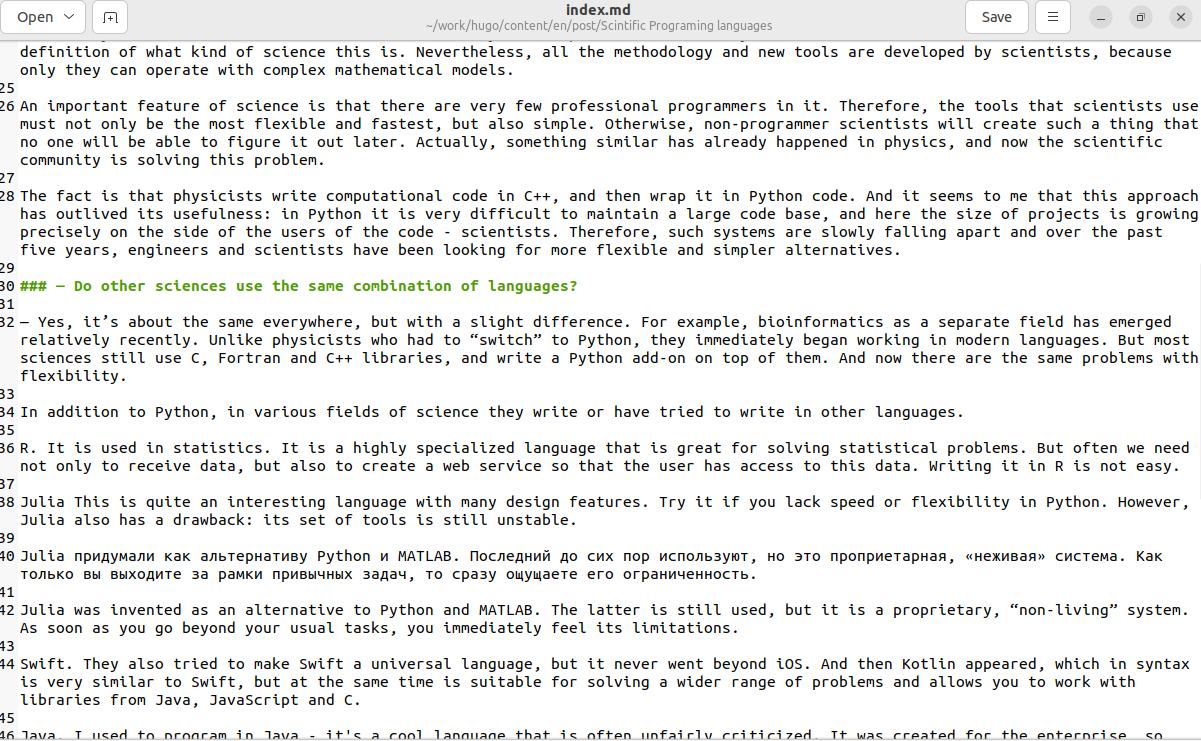 Open
index.md
~/work/hugo/content/en/post/Scintific Programing languages
Save
definition of what kind of science this is. Nevertheless, all the methodology and new tools are developed by scientists, because
only they can operate with complex mathematical models.
25
26 An important feature of science is that there are very few professional programmers in it. Therefore, the tools that scientists use
must not only be the most flexible and fastest, but also simple. Otherwise, non-programmer scientists will create such a thing that
no one will be able to figure it out later. Actually, something similar has already happened in physics, and now the scientific
community is solving this problem.
27
28 The fact is that physicists write computational code in C++, and then wrap it in Python code. And it seems to me that this approach
has outlived its usefulness: in Python it is very difficult to maintain a large code base, and here the size of projects is growing
precisely on the side of the users of the code - scientists. Therefore, such systems are slowly falling apart and over the past
five years, engineers and scientists have been looking for more flexible and simpler alternatives.
29
30 ### — Do other sciences use the same combination of languages?
31
32 — Yes, it’s about the same everywhere, but with a slight difference. For example, bioinformatics as a separate field has emerged
relatively recently. Unlike physicists who had to “switch” to Python, they immediately began working in modern languages. But most
sciences still use C, Fortran and C++ libraries, and write a Python add-on on top of them. And now there are the same problems with
flexibility.
33
34 In addition to Python, in various fields of science they write or have tried to write in other languages.
35
36 R. It is used in statistics. It is a highly specialized language that is great for solving statistical problems. But often we need
not only to receive data, but also to create a web service so that the user has access to this data. Writing it in R is not easy.
37
38 Julia This is quite an interesting language with many design features. Try it if you lack speed or flexibility in Python. However,
Julia also has a drawback: its set of tools is still unstable.
39
40 Julia придумали как альтернативу Python и MATLAB. Последний до сих пор используют, но это проприетарная, «неживая» система. Как
только вы выходите за рамки привычных задач, то сразу ощущаете его ограниченность.
41
42 Julia was invented as an alternative to Python and MATLAB. The latter is still used, but it is a proprietary, “non-living” system.
As soon as you go beyond your usual tasks, you immediately feel its limitations.
43
44 Swift. They also tried to make Swift a universal language, but it never went beyond iOS. And then Kotlin appeared, which in syntax
is very similar to Swift, but at the same time is suitable for solving a wider range of problems and allows you to work with
libraries from Java, JavaScript and C.
45
46 Java. I used to program in Java - it's a cool language that is often unfairly criticized. It was created for the enterprise, so